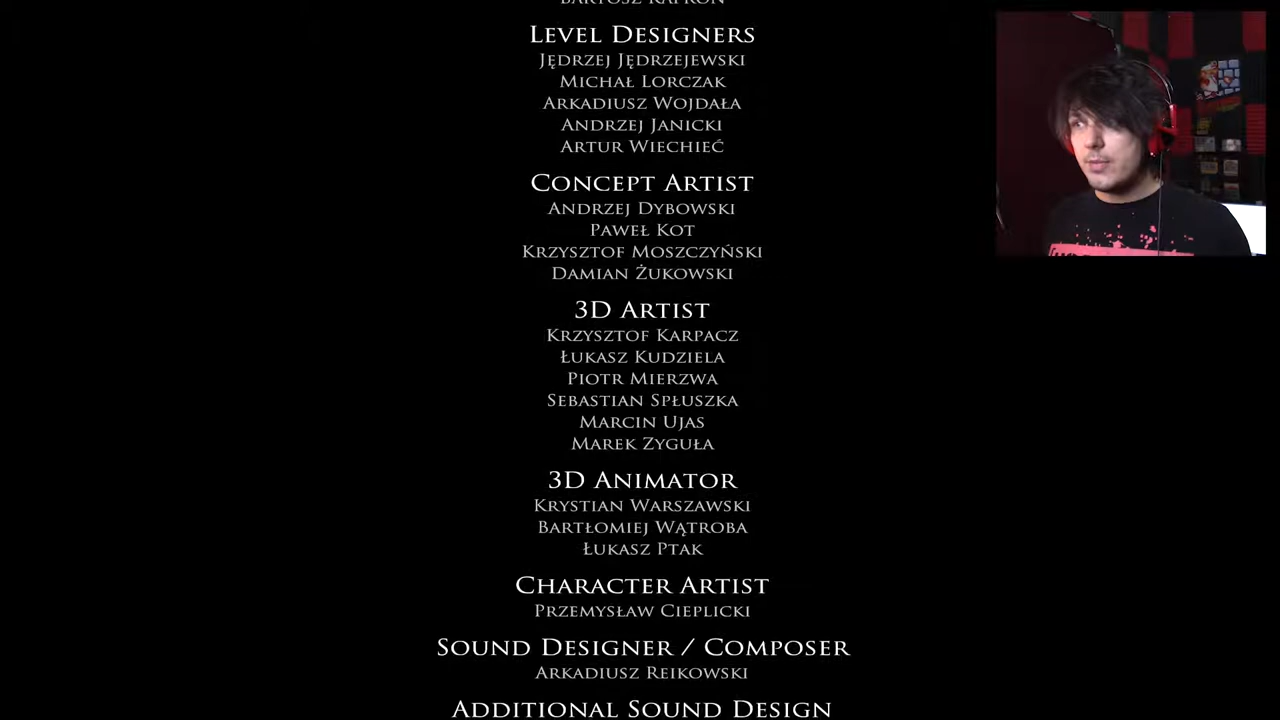 Level Designers
Jędrzej Jędrzejewski
Michał Lorczak
Arkadiusz Wojdała
Andrzej Janicki
Artur Wiechieć
Concept Artist
Andrzej Dybowski
Paweł Kot
Krzysztof Moszczyński
Damian Żukowski
3D Artist
Krzysztof Karpacz
Łukasz Kudziela
Piotr Mierzwa
Sebastian Spłuszka
Marcin Ujas
Marek Zyguła
3D Animator
Krystian Warszawski
Bartłomiej Wątroba
Łukasz Ptak
Character Artist
Przemysław Cieplicki
Sound Designer / Composer
Arkadiusz Reikowski
Additional Sound Design